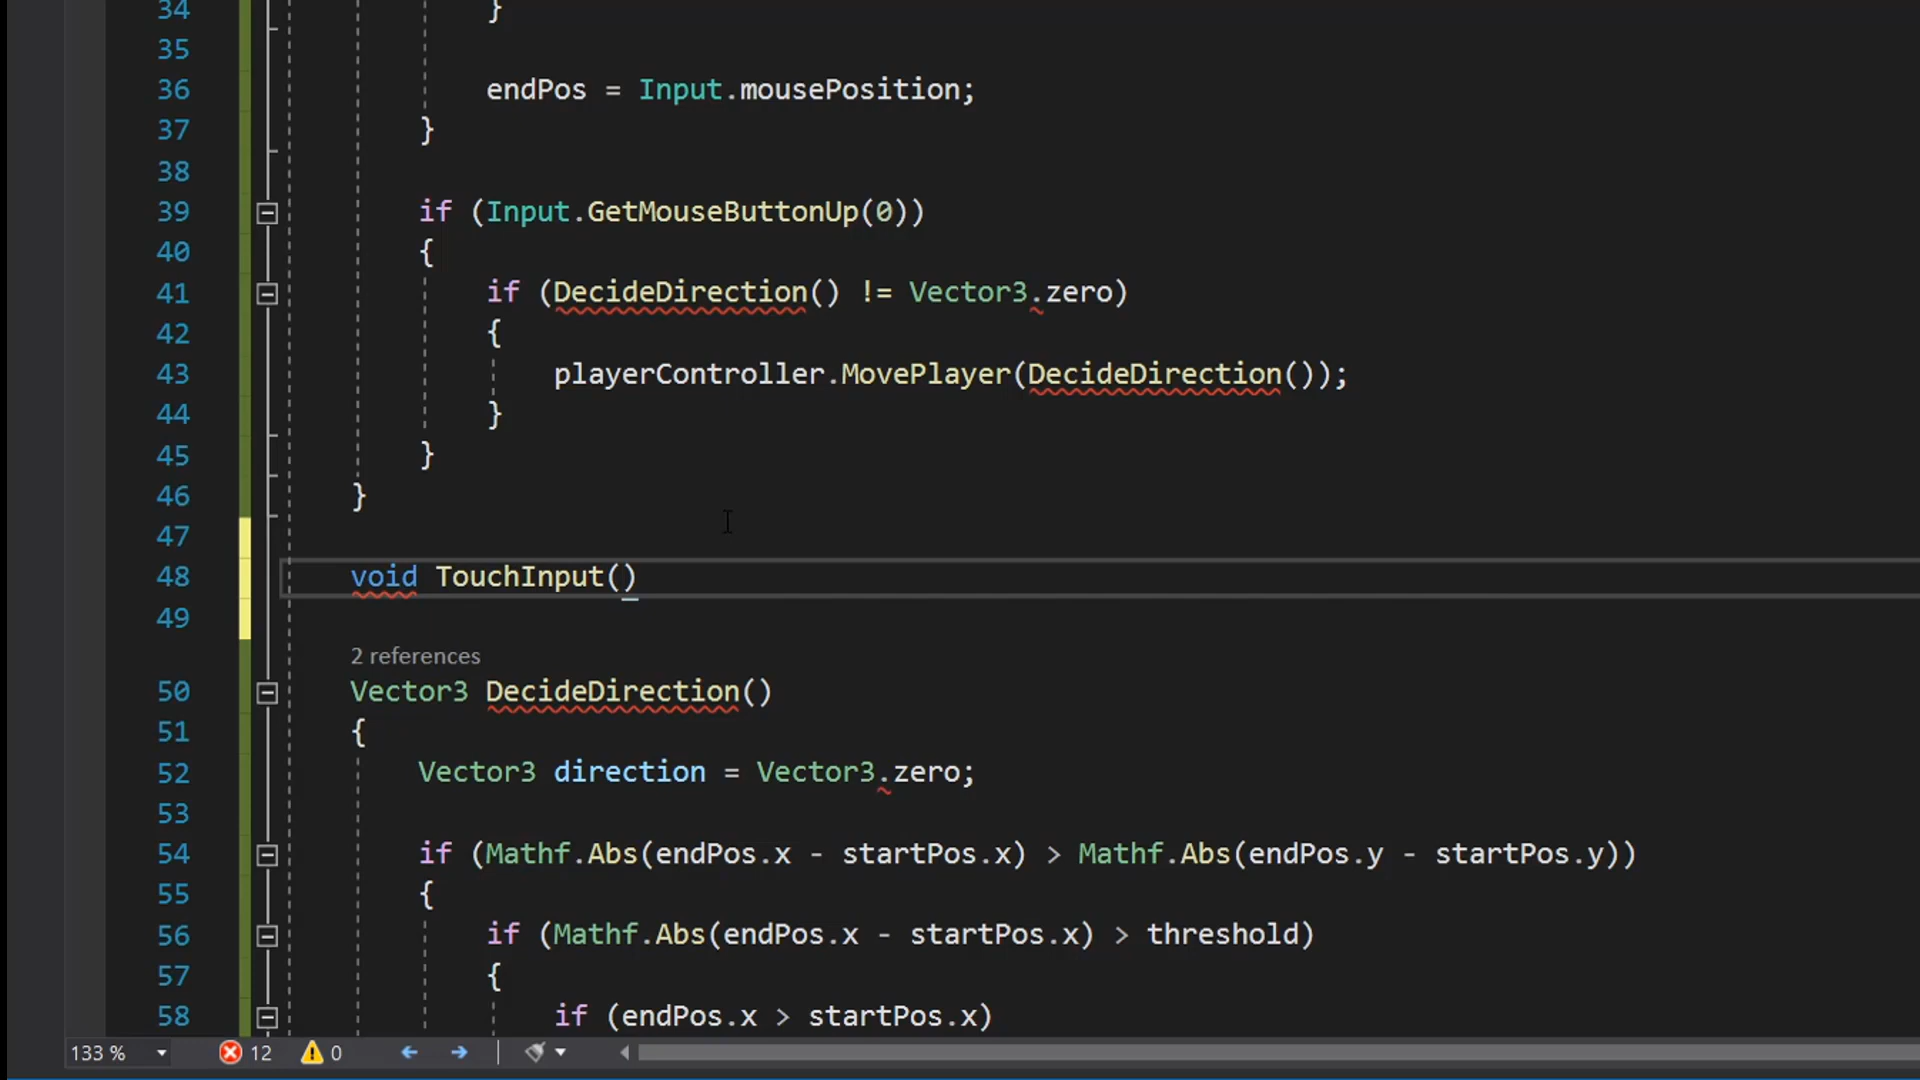 34 }
35
36 endPos = Input.mousePosition;
37 }
38
39 if (Input.GetMouseButtonUp(0))
40 {
41 if (DecideDirection() != Vector3.zero)
42 {
43 playerController.MovePlayer(DecideDirection());
44 }
45 }
46 }
47
48 void TouchInput()
49
2 references
50 Vector3 DecideDirection()
51 {
52 Vector3 direction = Vector3.zero;
53
54 if (Mathf.Abs(endPos.x - startPos.x) > Mathf.Abs(endPos.y - startPos.y))
55 {
56 if (Mathf.Abs(endPos.x - startPos.x) > threshold)
57 {
58 if (endPos.x > startPos.x)
133 % 12 0